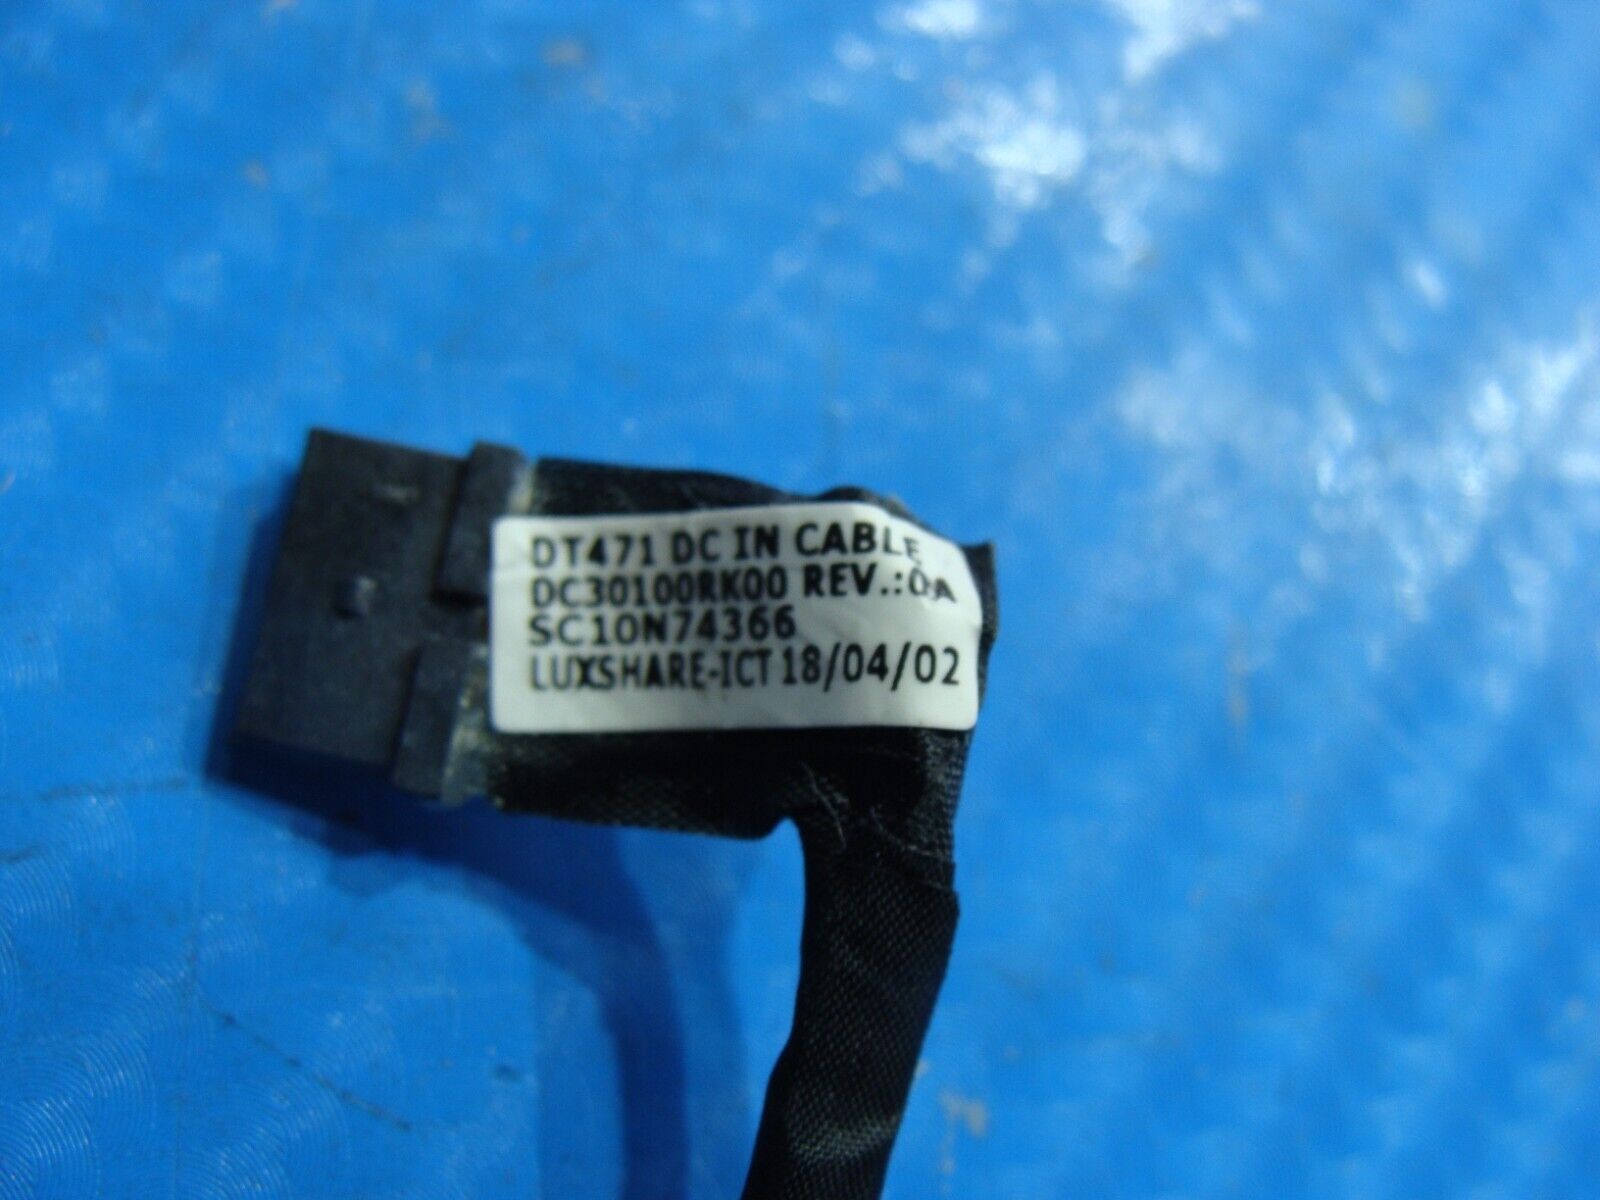 DT471 DC IN CABLE
DC30100RK00 REV.:0A
SC10N74366
LUXSHARE-ICT 18/04/02